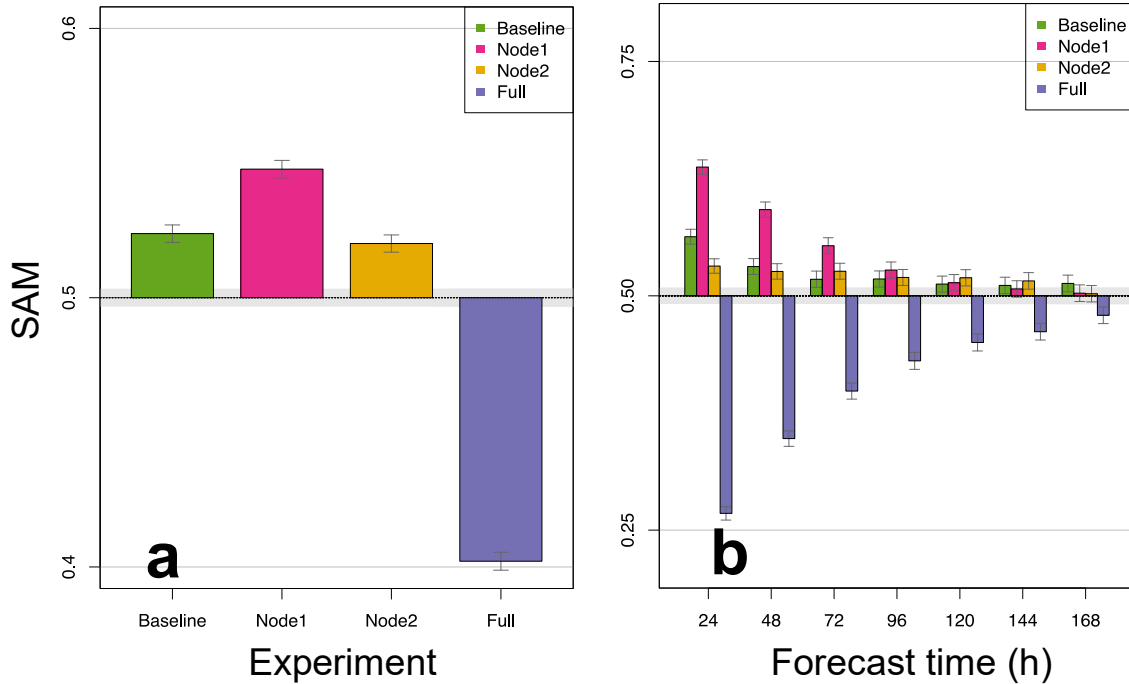 SAM
0.6
0.5
0.4
Baseline
Node1
Node2
Full
a
Baseline Node1 Node2 Full
Experiment
0.75
0.50
0.25
Baseline
Node1
Node2
Full
b
24 48 72 96 120 144 168
Forecast time (h)